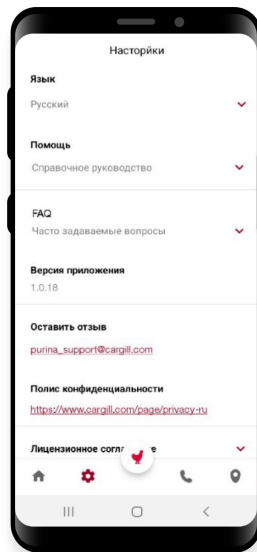 Насторйки
Язык
Русский
Помощь
Справочное руководство
FAQ
Часто задаваемые вопросы
Версия приложения
1.0.18
Оставить отзыв
purina_support@cargill.com
Полис конфиденциальности
https://www.cargill.com/page/privacy-ru
Лицензионное